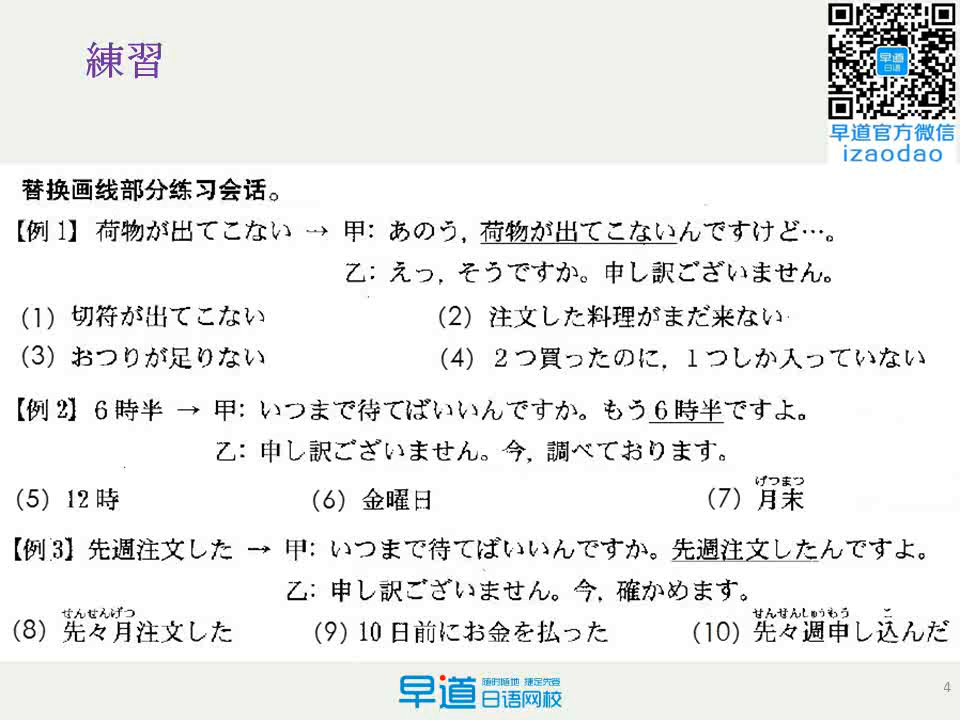 練習
早道
日语
早道官方微信
izaodao
替换画线部分练习会话。
【例1】荷物が出てこない → 甲: あのう, 荷物が出てこないんですけど…。
乙: えっ, そうですか。申し訳ございません。
(1) 切符が出てこない (2) 注文した料理がまだ来ない
(3) おつりが足りない (4) 2つ買ったのに, 1つしか入っていない
【例2】6時半 → 甲: いつまで待てばいいんですか。もう6時半ですよ。
乙: 申し訳ございません。今, 調べております。
げつまつ
(5) 12時 (6) 金曜日 (7) 月末
【例3】先週注文した → 甲: いつまで待てばいいんですか。先週注文したんですよ。
乙: 申し訳ございません。今, 確かめます。
せんせんげつ せんせんしゅうもう こ
(8) 先々月注文した (9) 10日前にお金を払った (10) 先々週申し込んだ
早道 随时随地 捷足先登
日语网校
4